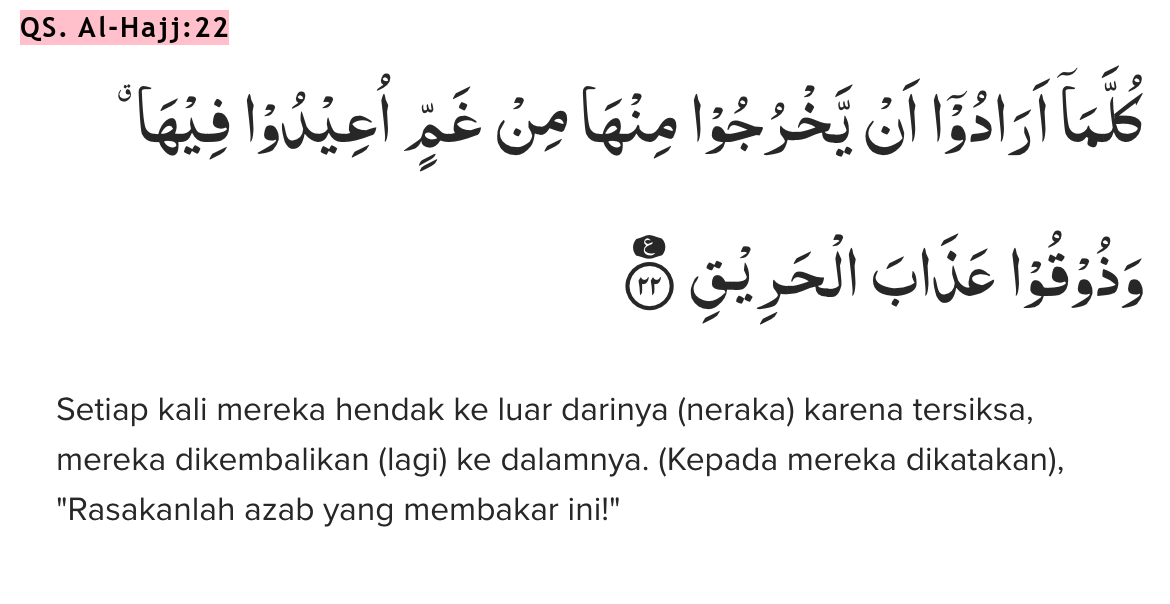 QS. Al-Hajj:22
كُلَّمَآ اَرَادُوْٓا اَنْ يَّخْرُجُوْا مِنْهَا مِنْ غَمٍّ اُعِيْدُوْا فِيْهَا ۗ
وَذُوْقُوْا عَذَابَ الْحَرِيْقِ ࣖ ٢٢
Setiap kali mereka hendak ke luar darinya (neraka) karena tersiksa,
mereka dikembalikan (lagi) ke dalamnya. (Kepada mereka dikatakan),
"Rasakanlah azab yang membakar ini!"